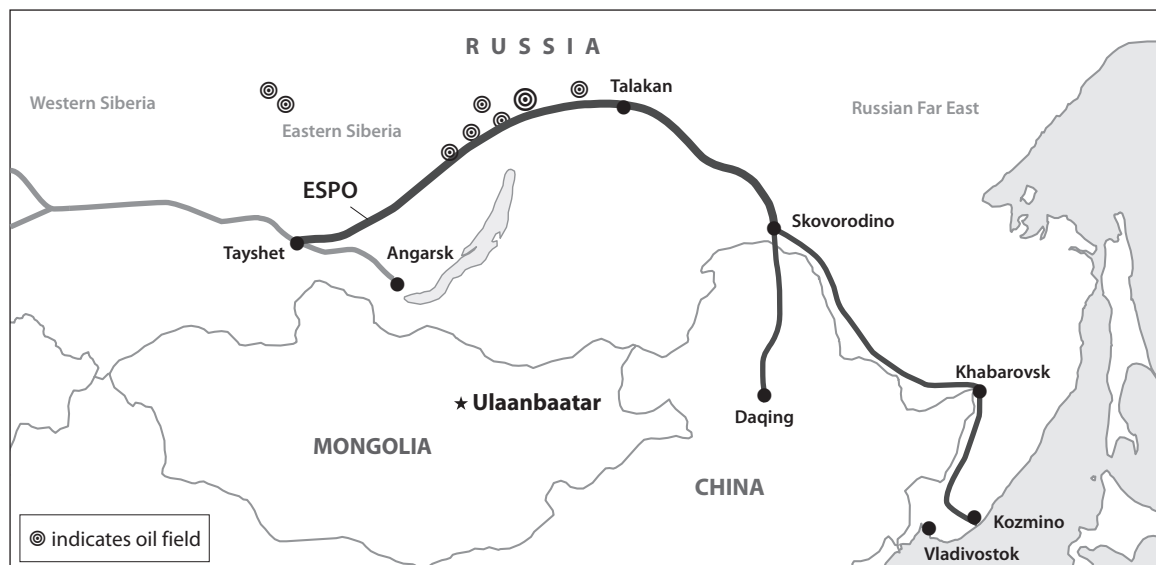 R U S S I A
Talakan
Western Siberia
Russian Far East
Eastern Siberia
ESPO
Skovorodino
Tayshet
Angarsk
Khabarovsk
Ulaanbaatar
Daqing
MONGOLIA
CHINA
Kozmino
indicates oil field
Vladivostok